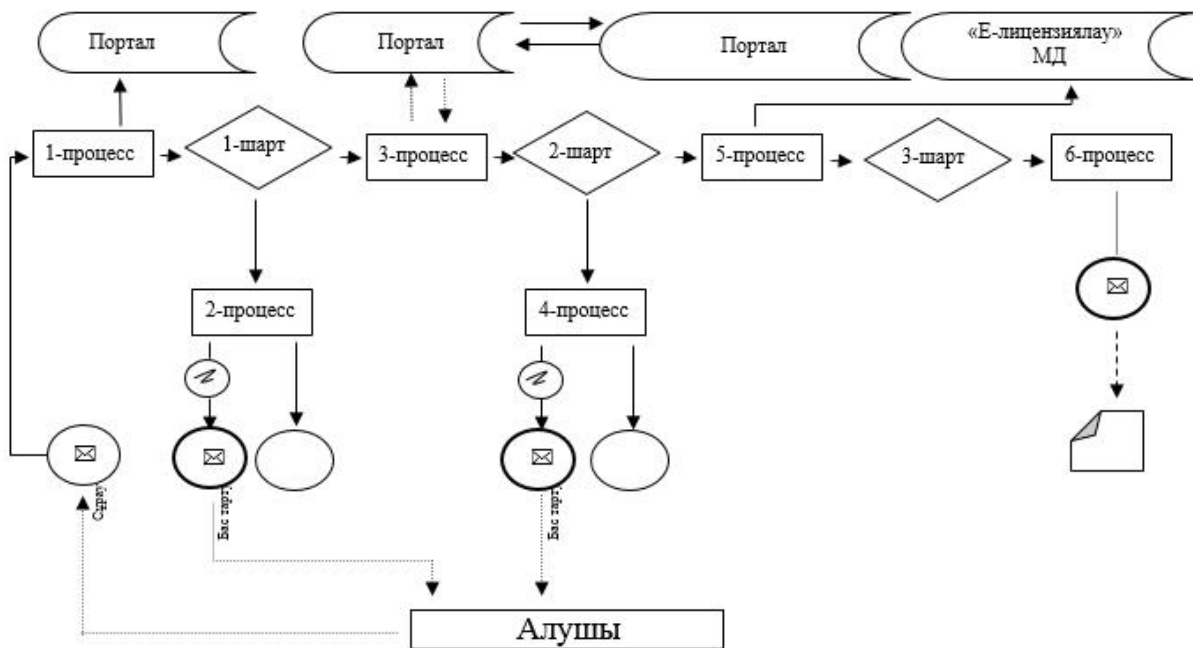 Портал
Портал
Портал
«Е-лицензиялау»
МД
1-процесс
1-шарт
3-процесс
2-шарт
5-процесс
3-шарт
6-процесс
2-процесс
4-процесс
Сұрау
Бас тарту
Бас тарту
Алушы